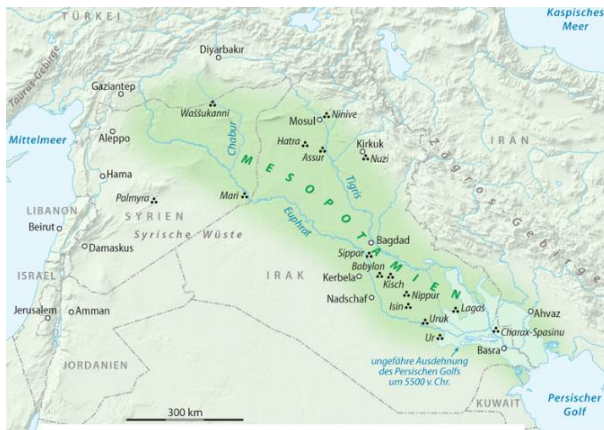 TÜRKEI
Kaspisches
Meer
Diyarbakır
Taurus-Gebirge
Gaziantep
Waššukanni
Mosul
Ninive
Mittelmeer
Aleppo
Chabur
Hatra
Assur
Kirkuk
Nuzi
IRAN
Hama
MESOPOTAMIEN
Tigris
Zagros Gebirge
Palmyra
Mari
LIBANON
SYRIEN
Euphrat
Beirut
Syrische Wüste
Bagdad
Damaskus
Sippar
ISRAEL
IRAK
Babylon
Kerbela
Kisch
Nippur
Nadschaf
Isin
Lagaš
Jerusalem
Amman
Uruk
Ahvaz
Charax-Spasinu
Ur
Basra
ungefähre Ausdehnung
des Persischen Golfs
um 5500 v. Chr.
JORDANIEN
KUWAIT
Persischer
Golf
300 km